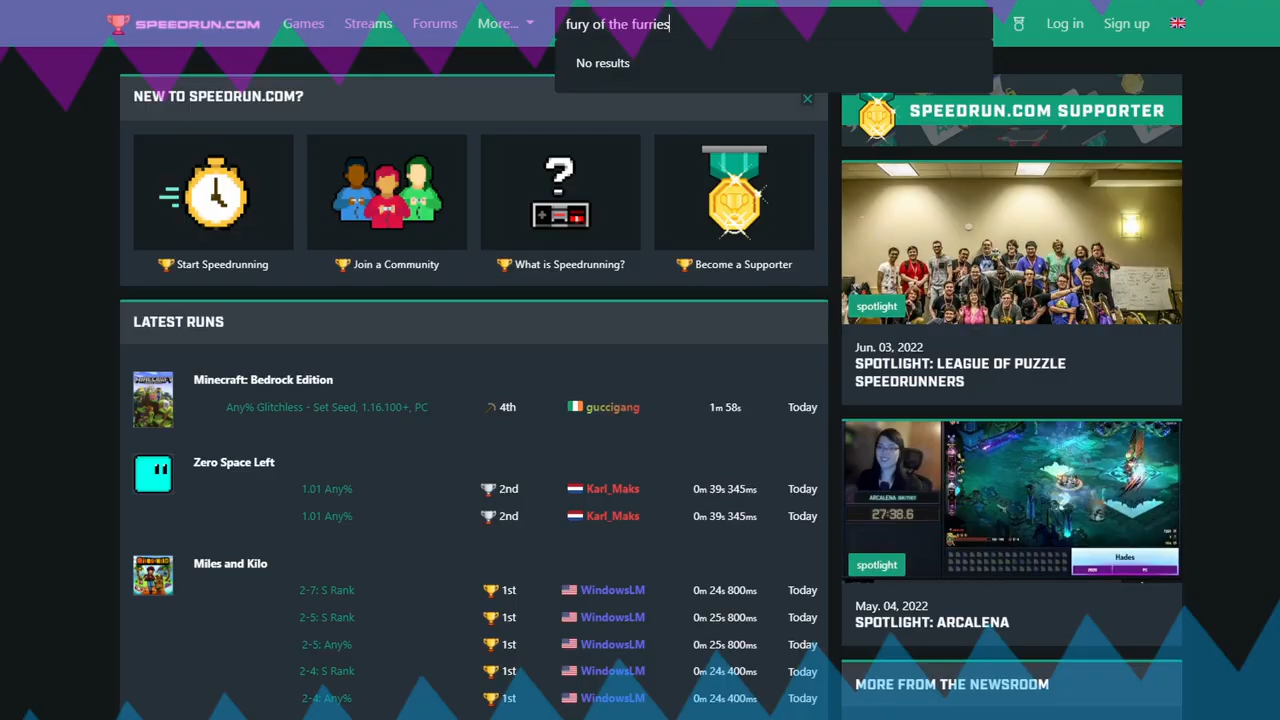 SPEEDRUN.COM Games Streams Forums More... fury of the furries Log in Sign up
No results
NEW TO SPEEDRUN.COM?
Start Speedrunning Join a Community What is Speedrunning? Become a Supporter
LATEST RUNS
Minecraft: Bedrock Edition
Any% Glitchless - Set Seed, 1.16.100+, PC 4th guccigang 1m 58s Today
Zero Space Left
1.01 Any% 2nd Karl_Maks 0m 39s 345ms Today
1.01 Any% 2nd Karl_Maks 0m 39s 345ms Today
Miles and Kilo
2-7: S Rank 1st WindowsLM 0m 24s 800ms Today
2-5: S Rank 1st WindowsLM 0m 25s 800ms Today
2-5: Any% 1st WindowsLM 0m 25s 800ms Today
2-4: S Rank 1st WindowsLM 0m 24s 400ms Today
2-4: Any% 1st WindowsLM 0m 24s 400ms Today
SPEEDRUN.COM SUPPORTER
spotlight
Jun. 03, 2022
SPOTLIGHT: LEAGUE OF PUZZLE
SPEEDRUNNERS
ARCALENA
27:38.6
Hades
2020 PC
spotlight
May. 04, 2022
SPOTLIGHT: ARCALENA
MORE FROM THE NEWSROOM